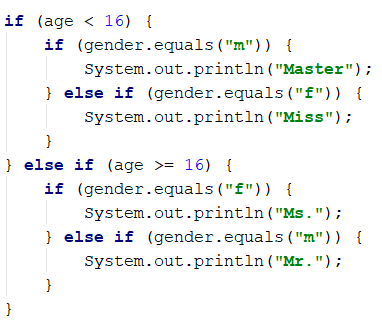 if (age < 16) {
    if (gender.equals("m")) {
        System.out.println("Master");
    } else if (gender.equals("f")) {
        System.out.println("Miss");
    }
} else if (age >= 16) {
    if (gender.equals("f")) {
        System.out.println("Ms.");
    } else if (gender.equals("m")) {
        System.out.println("Mr.");
    }
}